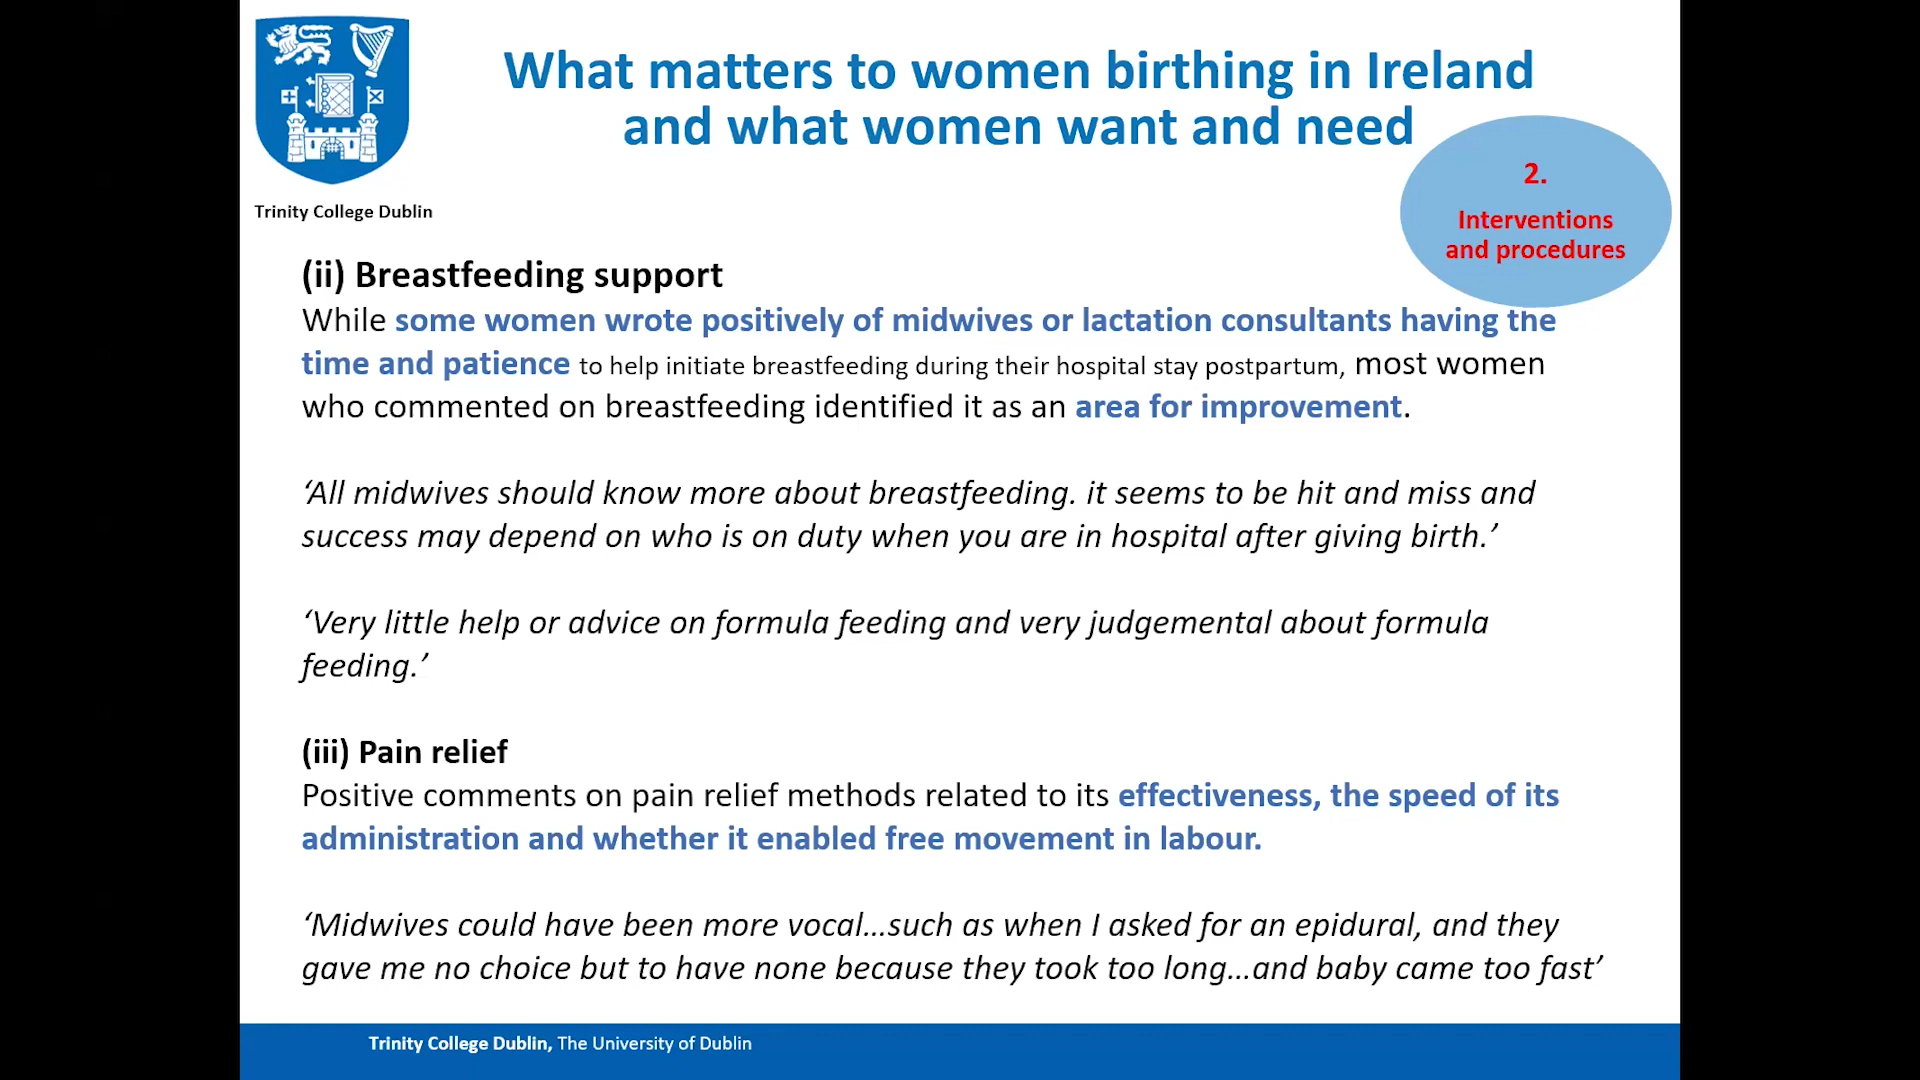 What matters to women birthing in Ireland
and what women want and need
2.
Interventions
and procedures
Trinity College Dublin
(ii) Breastfeeding support
While some women wrote positively of midwives or lactation consultants having the
time and patience to help initiate breastfeeding during their hospital stay postpartum, most women
who commented on breastfeeding identified it as an area for improvement.
‘All midwives should know more about breastfeeding. it seems to be hit and miss and
success may depend on who is on duty when you are in hospital after giving birth.’
‘Very little help or advice on formula feeding and very judgemental about formula
feeding.’
(iii) Pain relief
Positive comments on pain relief methods related to its effectiveness, the speed of its
administration and whether it enabled free movement in labour.
‘Midwives could have been more vocal…such as when I asked for an epidural, and they
gave me no choice but to have none because they took too long…and baby came too fast’
Trinity College Dublin, The University of Dublin